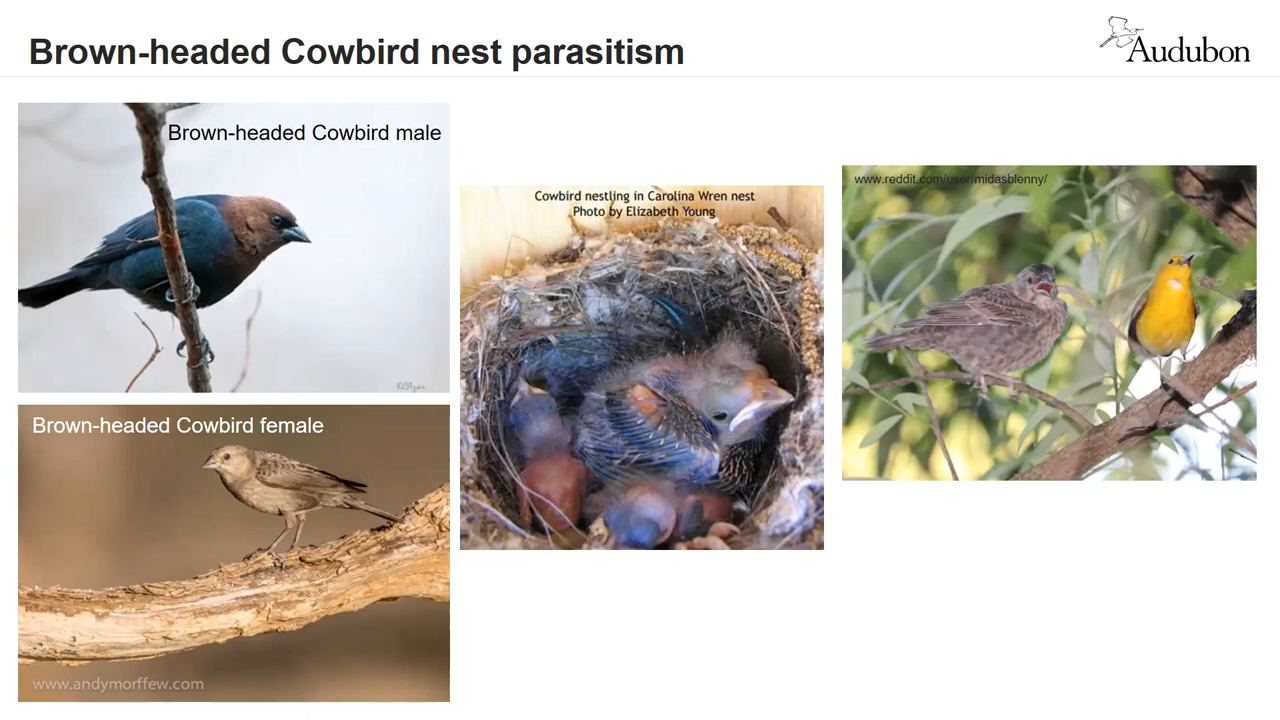 Brown-headed Cowbird nest parasitism
Audubon
Brown-headed Cowbird male
Brown-headed Cowbird female
www.andymorffew.com
Cowbird nestling in Carolina Wren nest
Photo by Elizabeth Young
www.reddit.com/user/midasblenny/